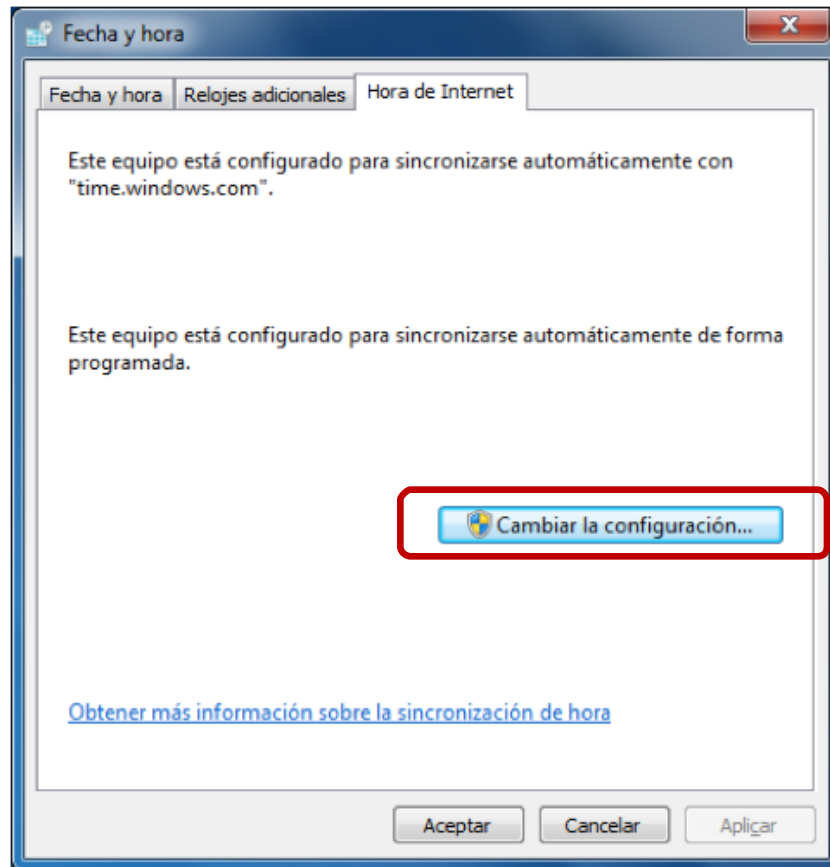 Fecha y hora
Fecha y hora Relojes adicionales Hora de Internet
Este equipo está configurado para sincronizarse automáticamente con
"time.windows.com".
Este equipo está configurado para sincronizarse automáticamente de forma
programada.
Cambiar la configuración...
Obtener más información sobre la sincronización de hora
Aceptar Cancelar Aplicar